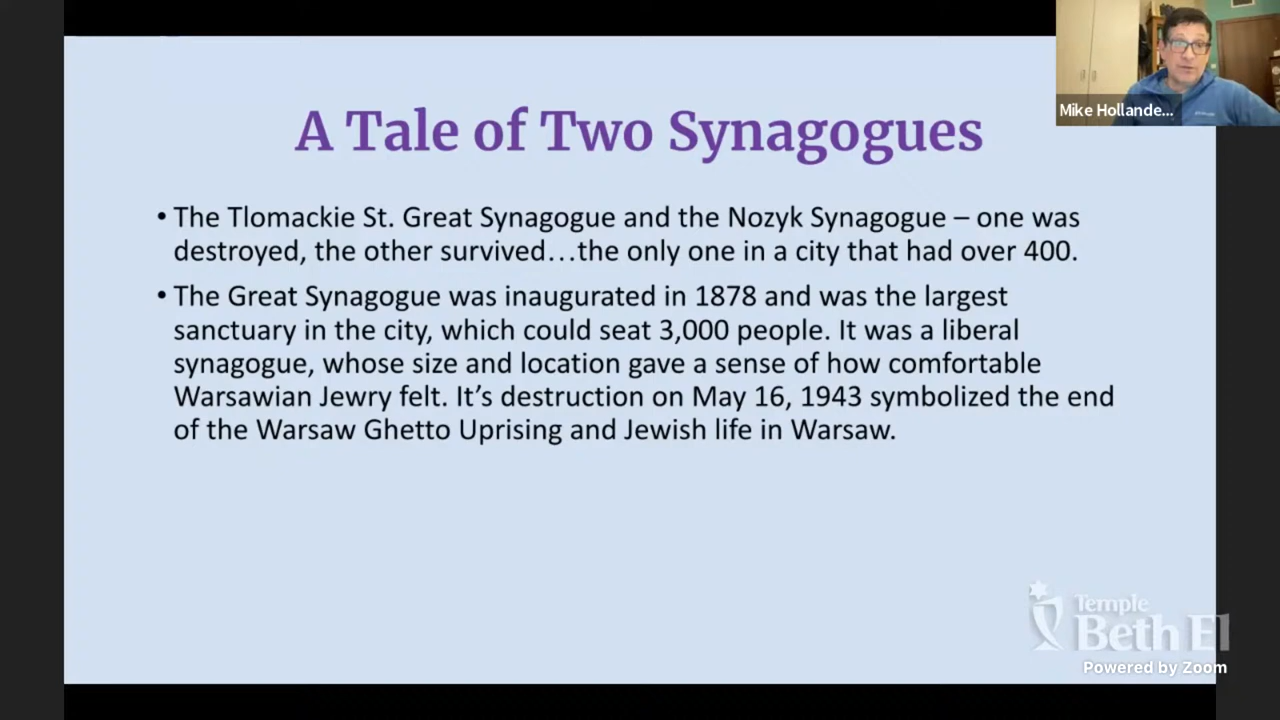 A Tale of Two Synagogues
• The Tlomackie St. Great Synagogue and the Nozyk Synagogue – one was
destroyed, the other survived…the only one in a city that had over 400.
• The Great Synagogue was inaugurated in 1878 and was the largest
sanctuary in the city, which could seat 3,000 people. It was a liberal
synagogue, whose size and location gave a sense of how comfortable
Warsawian Jewry felt. It’s destruction on May 16, 1943 symbolized the end
of the Warsaw Ghetto Uprising and Jewish life in Warsaw.
Mike Hollande...
Temple
Beth El
Powered by Zoom